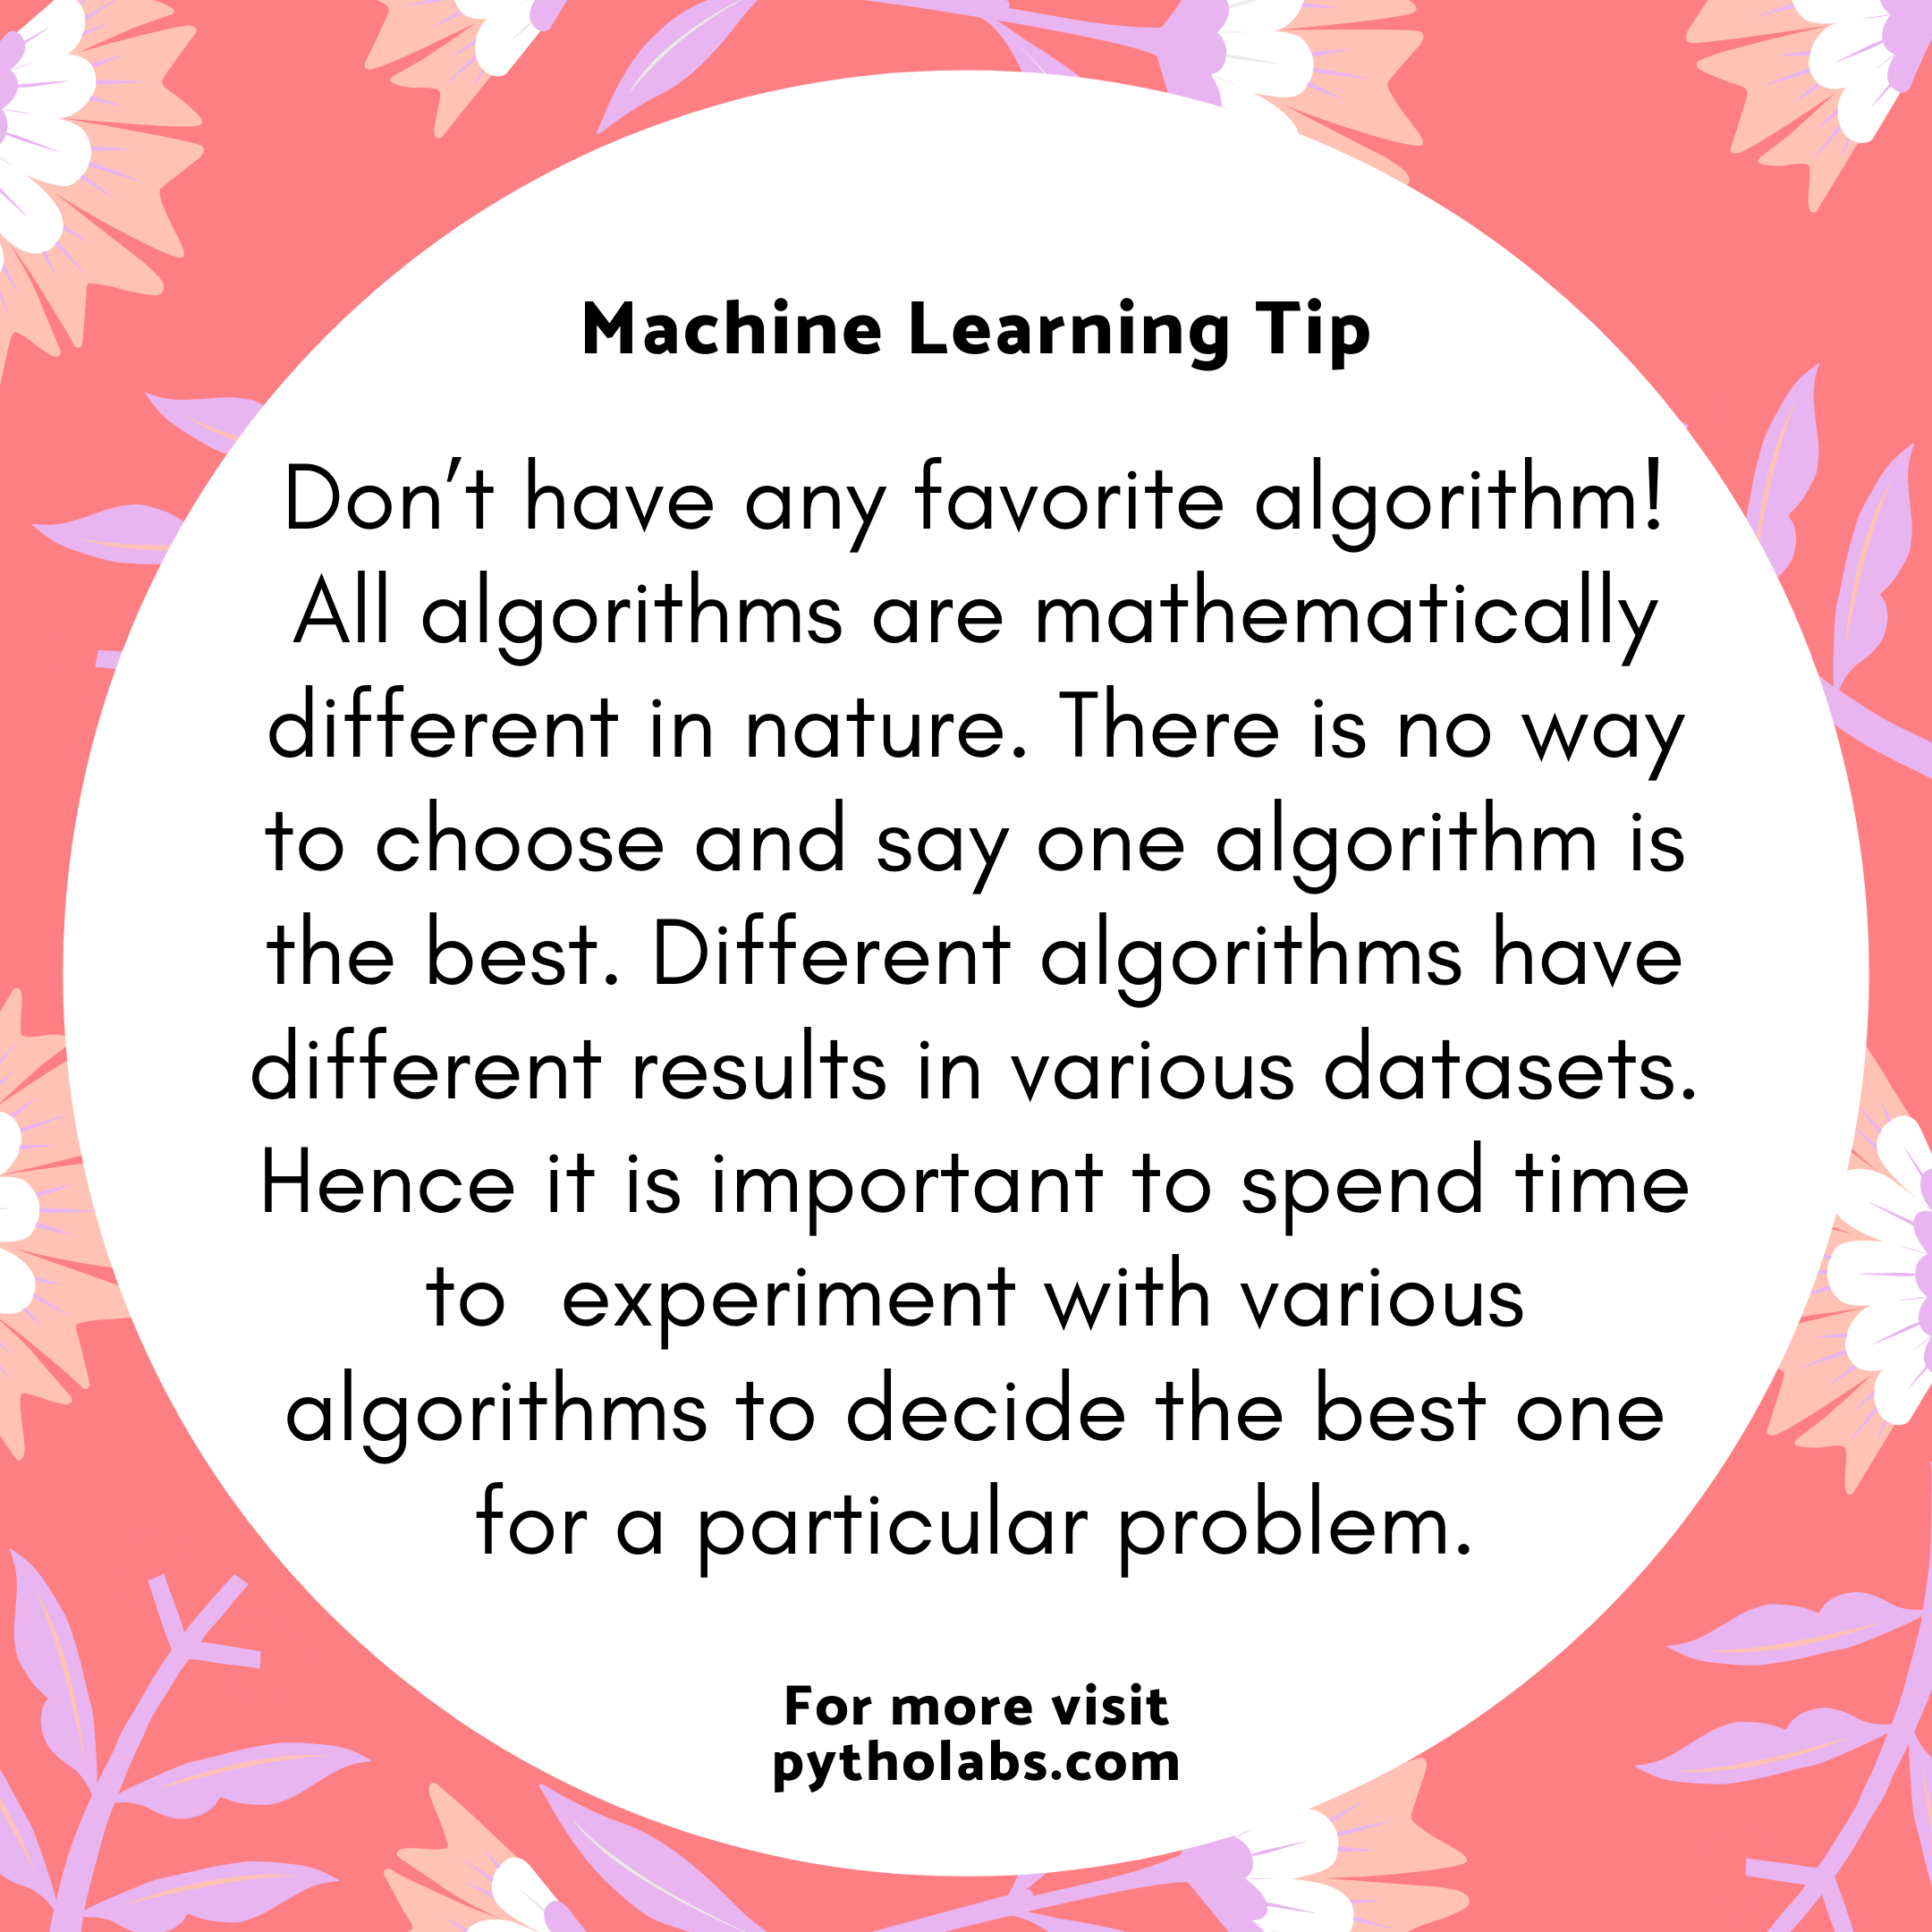 Machine Learning Tip
Don’t have any favorite algorithm!
All algorithms are mathematically
different in nature. There is no way
to choose and say one algorithm is
the best. Different algorithms have
different results in various datasets.
Hence it is important to spend time
to  experiment with various
algorithms to decide the best one
for a particular problem.
For more visit
pytholabs.com